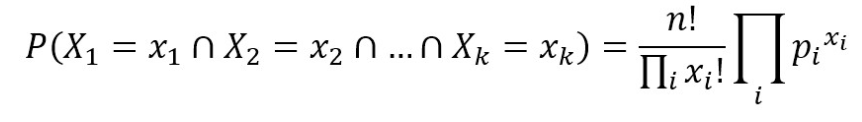 P(X₁ = x₁ ∩ X₂ = x₂ ∩ … ∩ Xₖ = xₖ) = n! / ∏ᵢ xᵢ! ∏ᵢ pᵢ^xᵢ